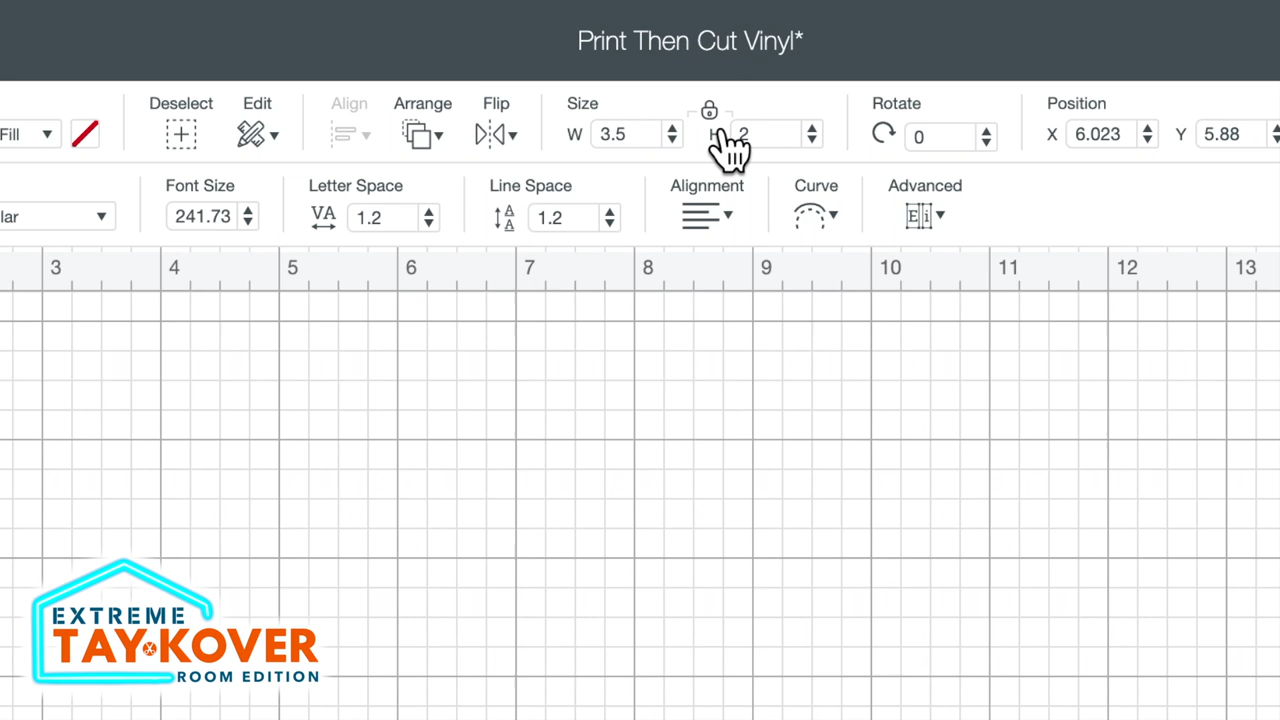 Print Then Cut Vinyl*
Deselect Edit Align Arrange Flip Size Rotate Position
Fill W 3.5 H 2 0 X 6.023 Y 5.88
Font Size Letter Space Line Space Alignment Curve Advanced
lar 241.73 VA 1.2 A A 1.2 E i
3 4 5 6 7 8 9 10 11 12 13
EXTREME
TAY KOVER
ROOM EDITION